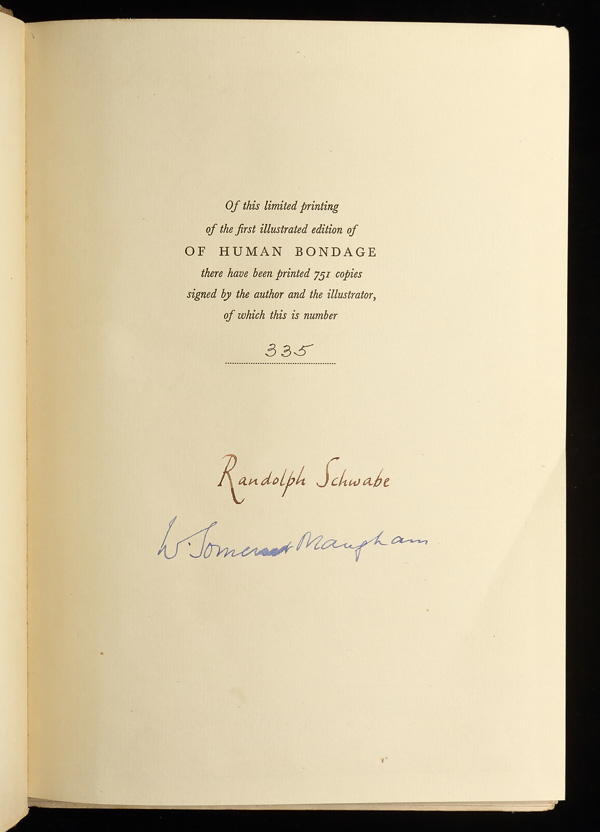 Of this limited printing
of the first illustrated edition of
OF HUMAN BONDAGE
there have been printed 751 copies
signed by the author and the illustrator,
of which this is number
335
Randolph Schwabe
W. Somerset Maugham